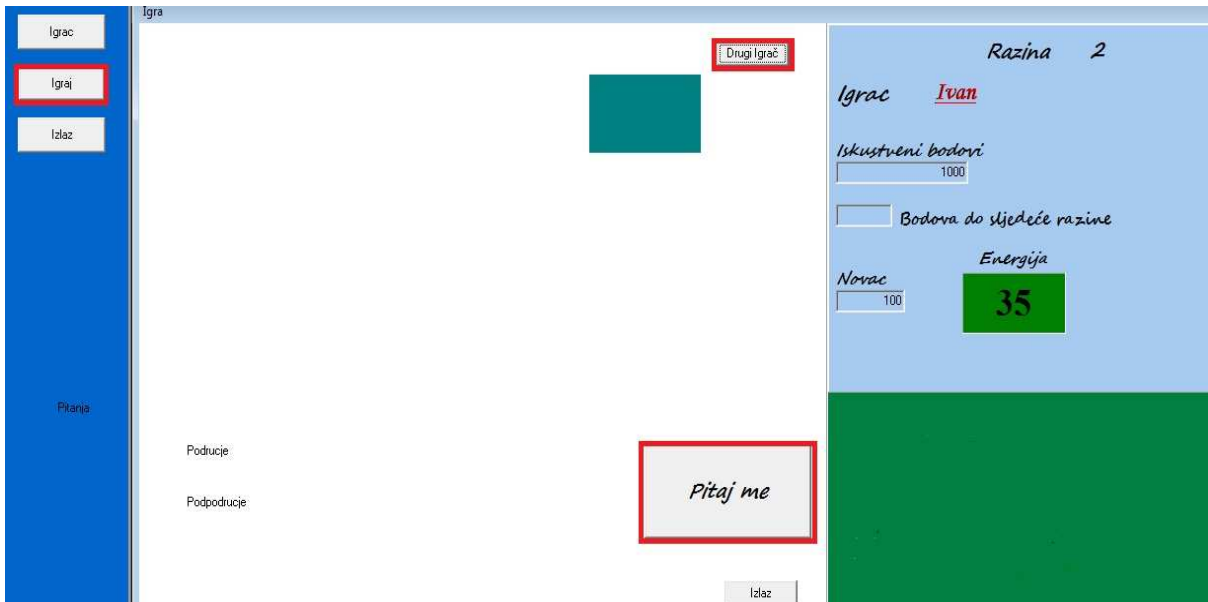 Igrac
Igraj
Izlaz
Pitanja
Igra
Drugi Igrač
Podrucje
Podpodrucje
Pitaj me
Izlaz
Razina 2
Igrac Ivan
Iskustveni bodovi
1000
Bodova do sljedeće razine
Energija
Novac
100
35